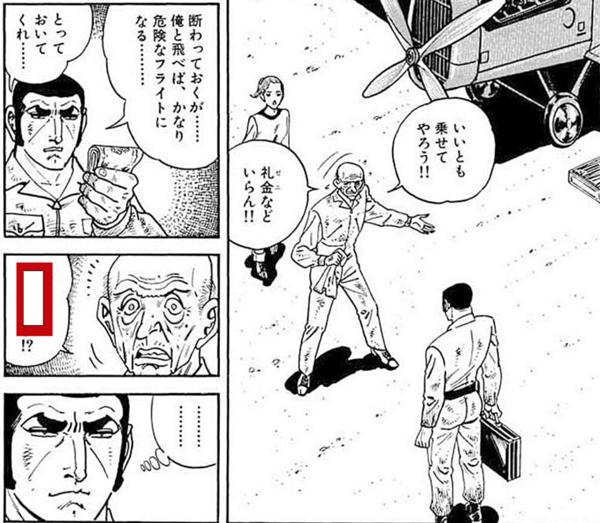 いいとも
乗せて
やろう!!
ゼニ
礼金など
いらん!!
断わっておくが……
俺と飛べば、かなり
危険なフライトに
なる……
とって
おいて
くれ……
!?
………